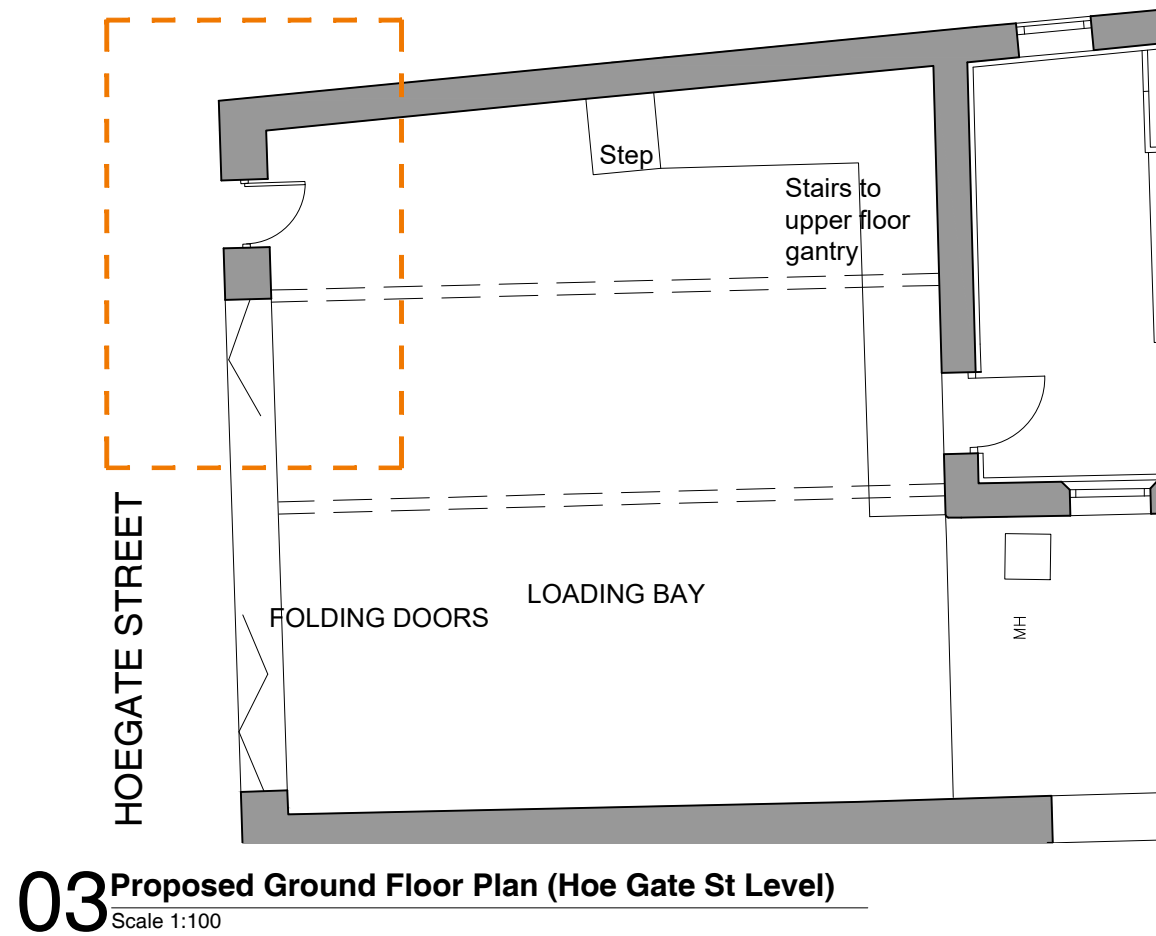 Step
Stairs to
upper floor
gantry
HOEGATE STREET
FOLDING DOORS
LOADING BAY
MH
03
Proposed Ground Floor Plan (Hoe Gate St Level)
Scale 1:100